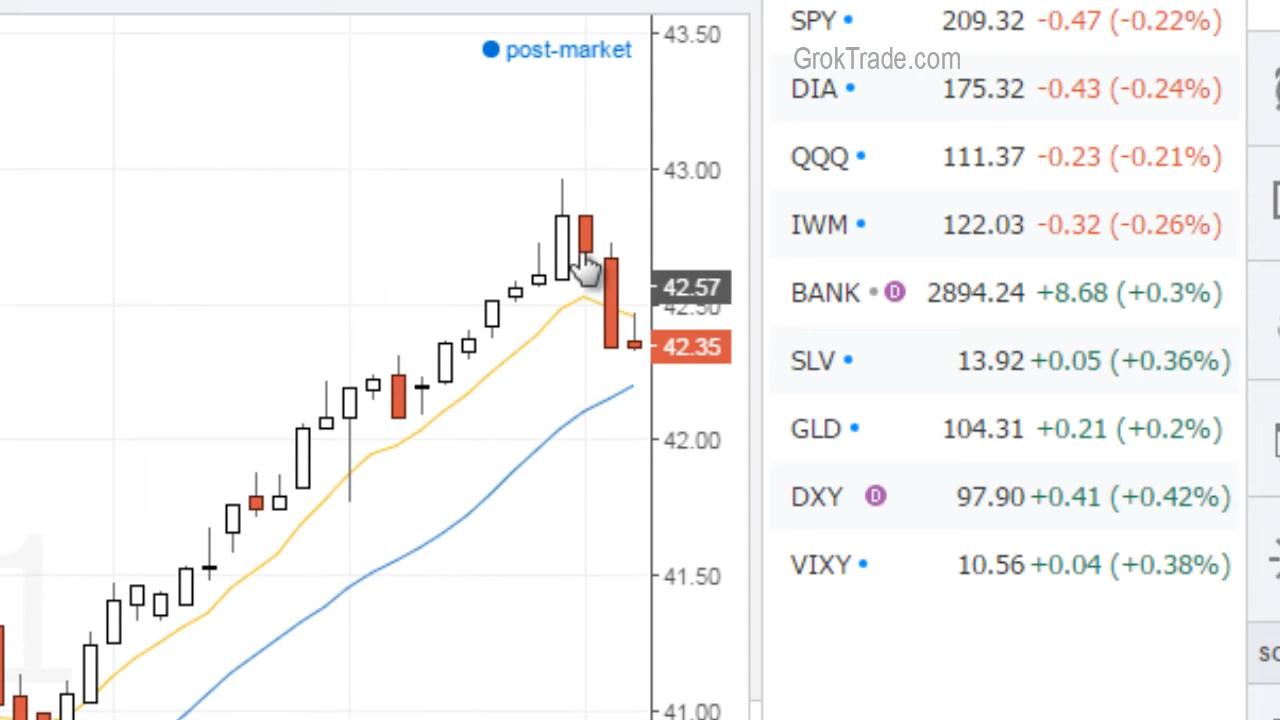 43.50
post-market
43.00
42.57
42.50
42.35
42.00
41.50
41.00
SPY 209.32 -0.47 (-0.22%)
GrokTrade.com
DIA 175.32 -0.43 (-0.24%)
QQQ 111.37 -0.23 (-0.21%)
IWM 122.03 -0.32 (-0.26%)
BANK D 2894.24 +8.68 (+0.3%)
SLV 13.92 +0.05 (+0.36%)
GLD 104.31 +0.21 (+0.2%)
DXY D 97.90 +0.41 (+0.42%)
VIXY 10.56 +0.04 (+0.38%)